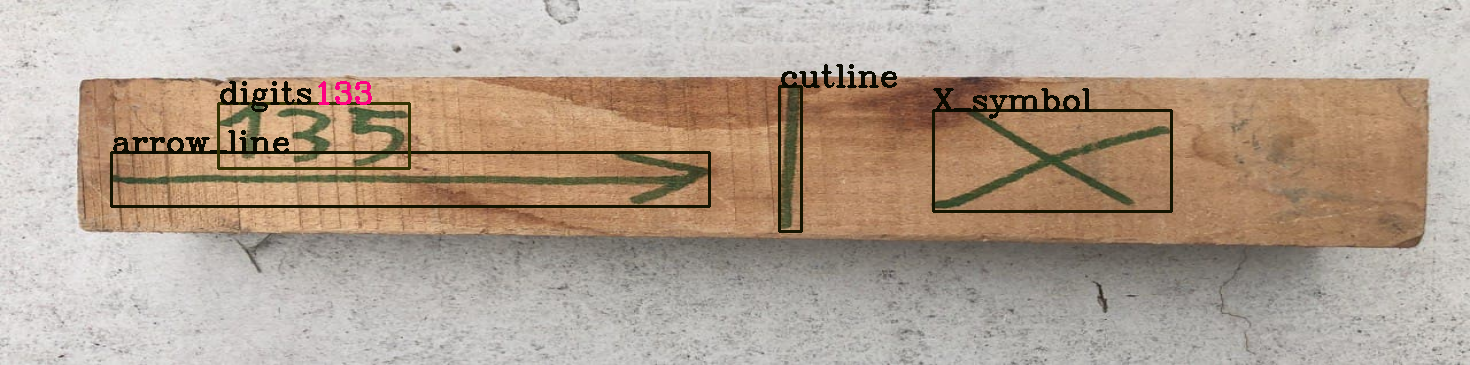 cutline
digits133
X_symbol
135
arrow_line